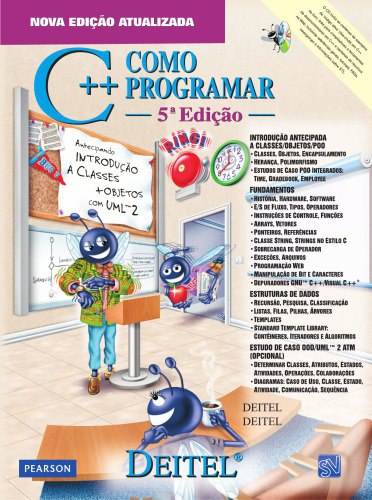 NOVA EDIÇÃO ATUALIZADA
C++
COMO
PROGRAMAR
5ª Edição
RING!
Antecipando
INTRODUÇÃO
A CLASSES
+OBJETOS
COM UML™ 2
INTRODUÇÃO ANTECIPADA
A CLASSES/OBJETOS/POO
• CLASSES, OBJETOS, ENCAPSULAMENTO
• HERANÇA, POLIMORFISMO
• ESTUDOS DE CASO POO INTEGRADOS:
TIME, GRADEBOOK, EMPLOYEE
FUNDAMENTOS
• HISTÓRIA, HARDWARE, SOFTWARE
• E/S DE FLUXO, TIPOS, OPERADORES
• INSTRUÇÕES DE CONTROLE, FUNÇÕES
• ARRAYS, VETORES
• PONTEIROS, REFERÊNCIAS
• CLASSE STRING, STRINGS NO ESTILO C
• SOBRECARGA DE OPERADOR
• EXCEÇÕES, ARQUIVOS
• PROGRAMAÇÃO WEB
• MANIPULAÇÃO DE BIT E CARACTERES
• DEPURADORES GNU™ C++/VISUAL C++®
ESTRUTURAS DE DADOS
• RECURSÃO, PESQUISA, CLASSIFICAÇÃO
• LISTAS, FILAS, PILHAS, ÁRVORES
• TEMPLATES
• STANDARD TEMPLATE LIBRARY:
CONTÊINERES, ITERADORES E ALGORITMOS
ESTUDO DE CASO OOD/UML™ 2 ATM
(OPCIONAL)
• DETERMINAR CLASSES, ATRIBUTOS, ESTADOS,
ATIVIDADES, OPERAÇÕES, COLABORAÇÕES
• DIAGRAMAS: CASO DE USO, CLASSE, ESTADO,
ATIVIDADE, COMUNICAÇÃO, SEQUÊNCIA
DEITEL
DEITEL
PEARSON
DEITEL®
SV